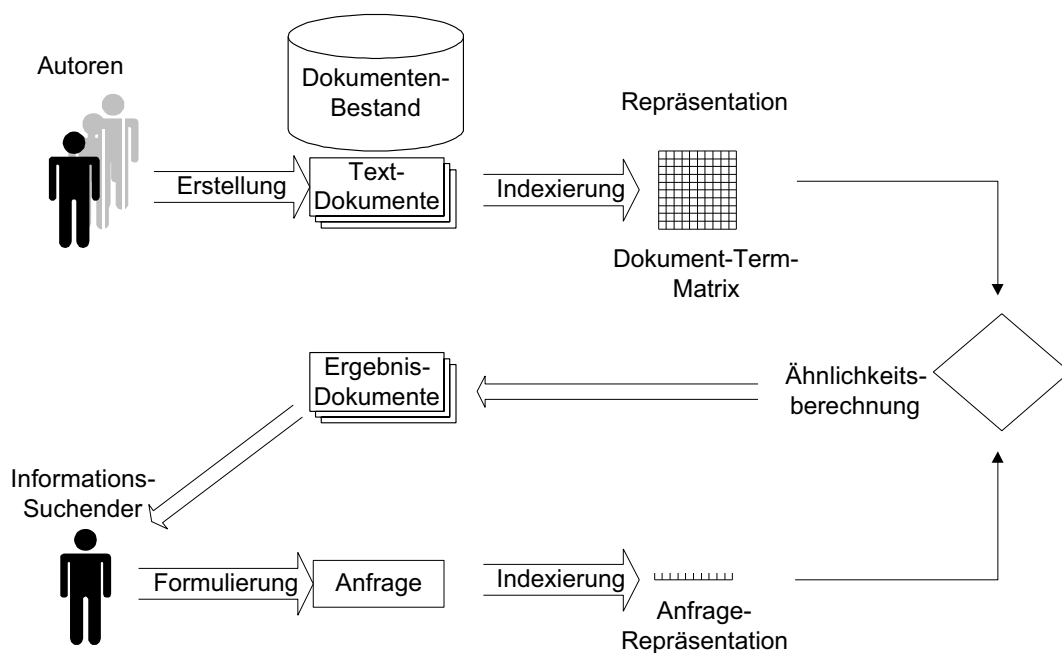 Autoren
Dokumenten-
Bestand
Repräsentation
Erstellung
Text-
Dokumente
Indexierung
Dokument-Term-
Matrix
Ergebnis-
Dokumente
Ähnlichkeits-
berechnung
Informations-
Suchender
Formulierung
Anfrage
Indexierung
Anfrage-
Repräsentation